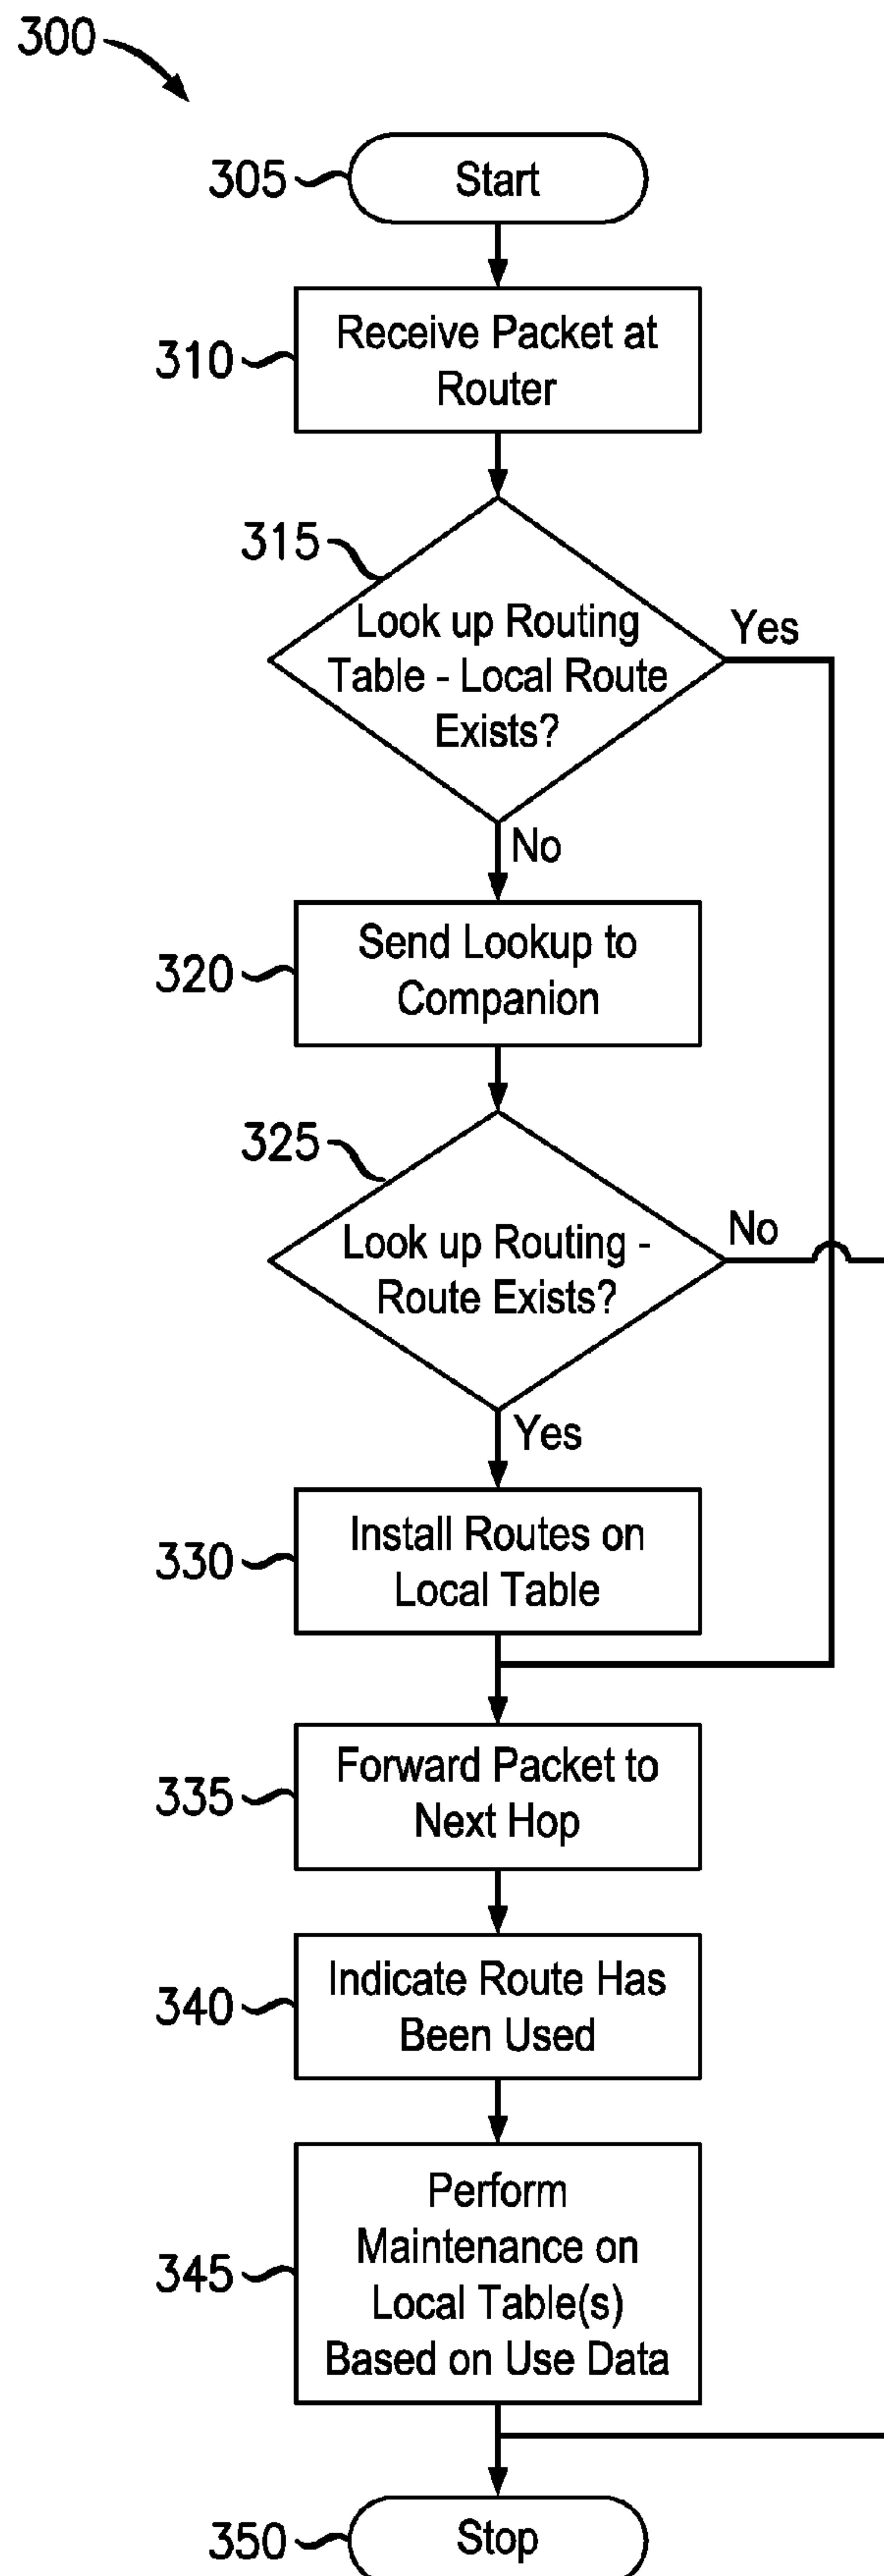 300
305
Start
310
Receive Packet at
Router
315
Look up Routing
Table - Local Route
Exists?
Yes
No
320
Send Lookup to
Companion
325
Look up Routing -
Route Exists?
No
Yes
330
Install Routes on
Local Table
335
Forward Packet to
Next Hop
340
Indicate Route Has
Been Used
345
Perform
Maintenance on
Local Table(s)
Based on Use Data
350
Stop